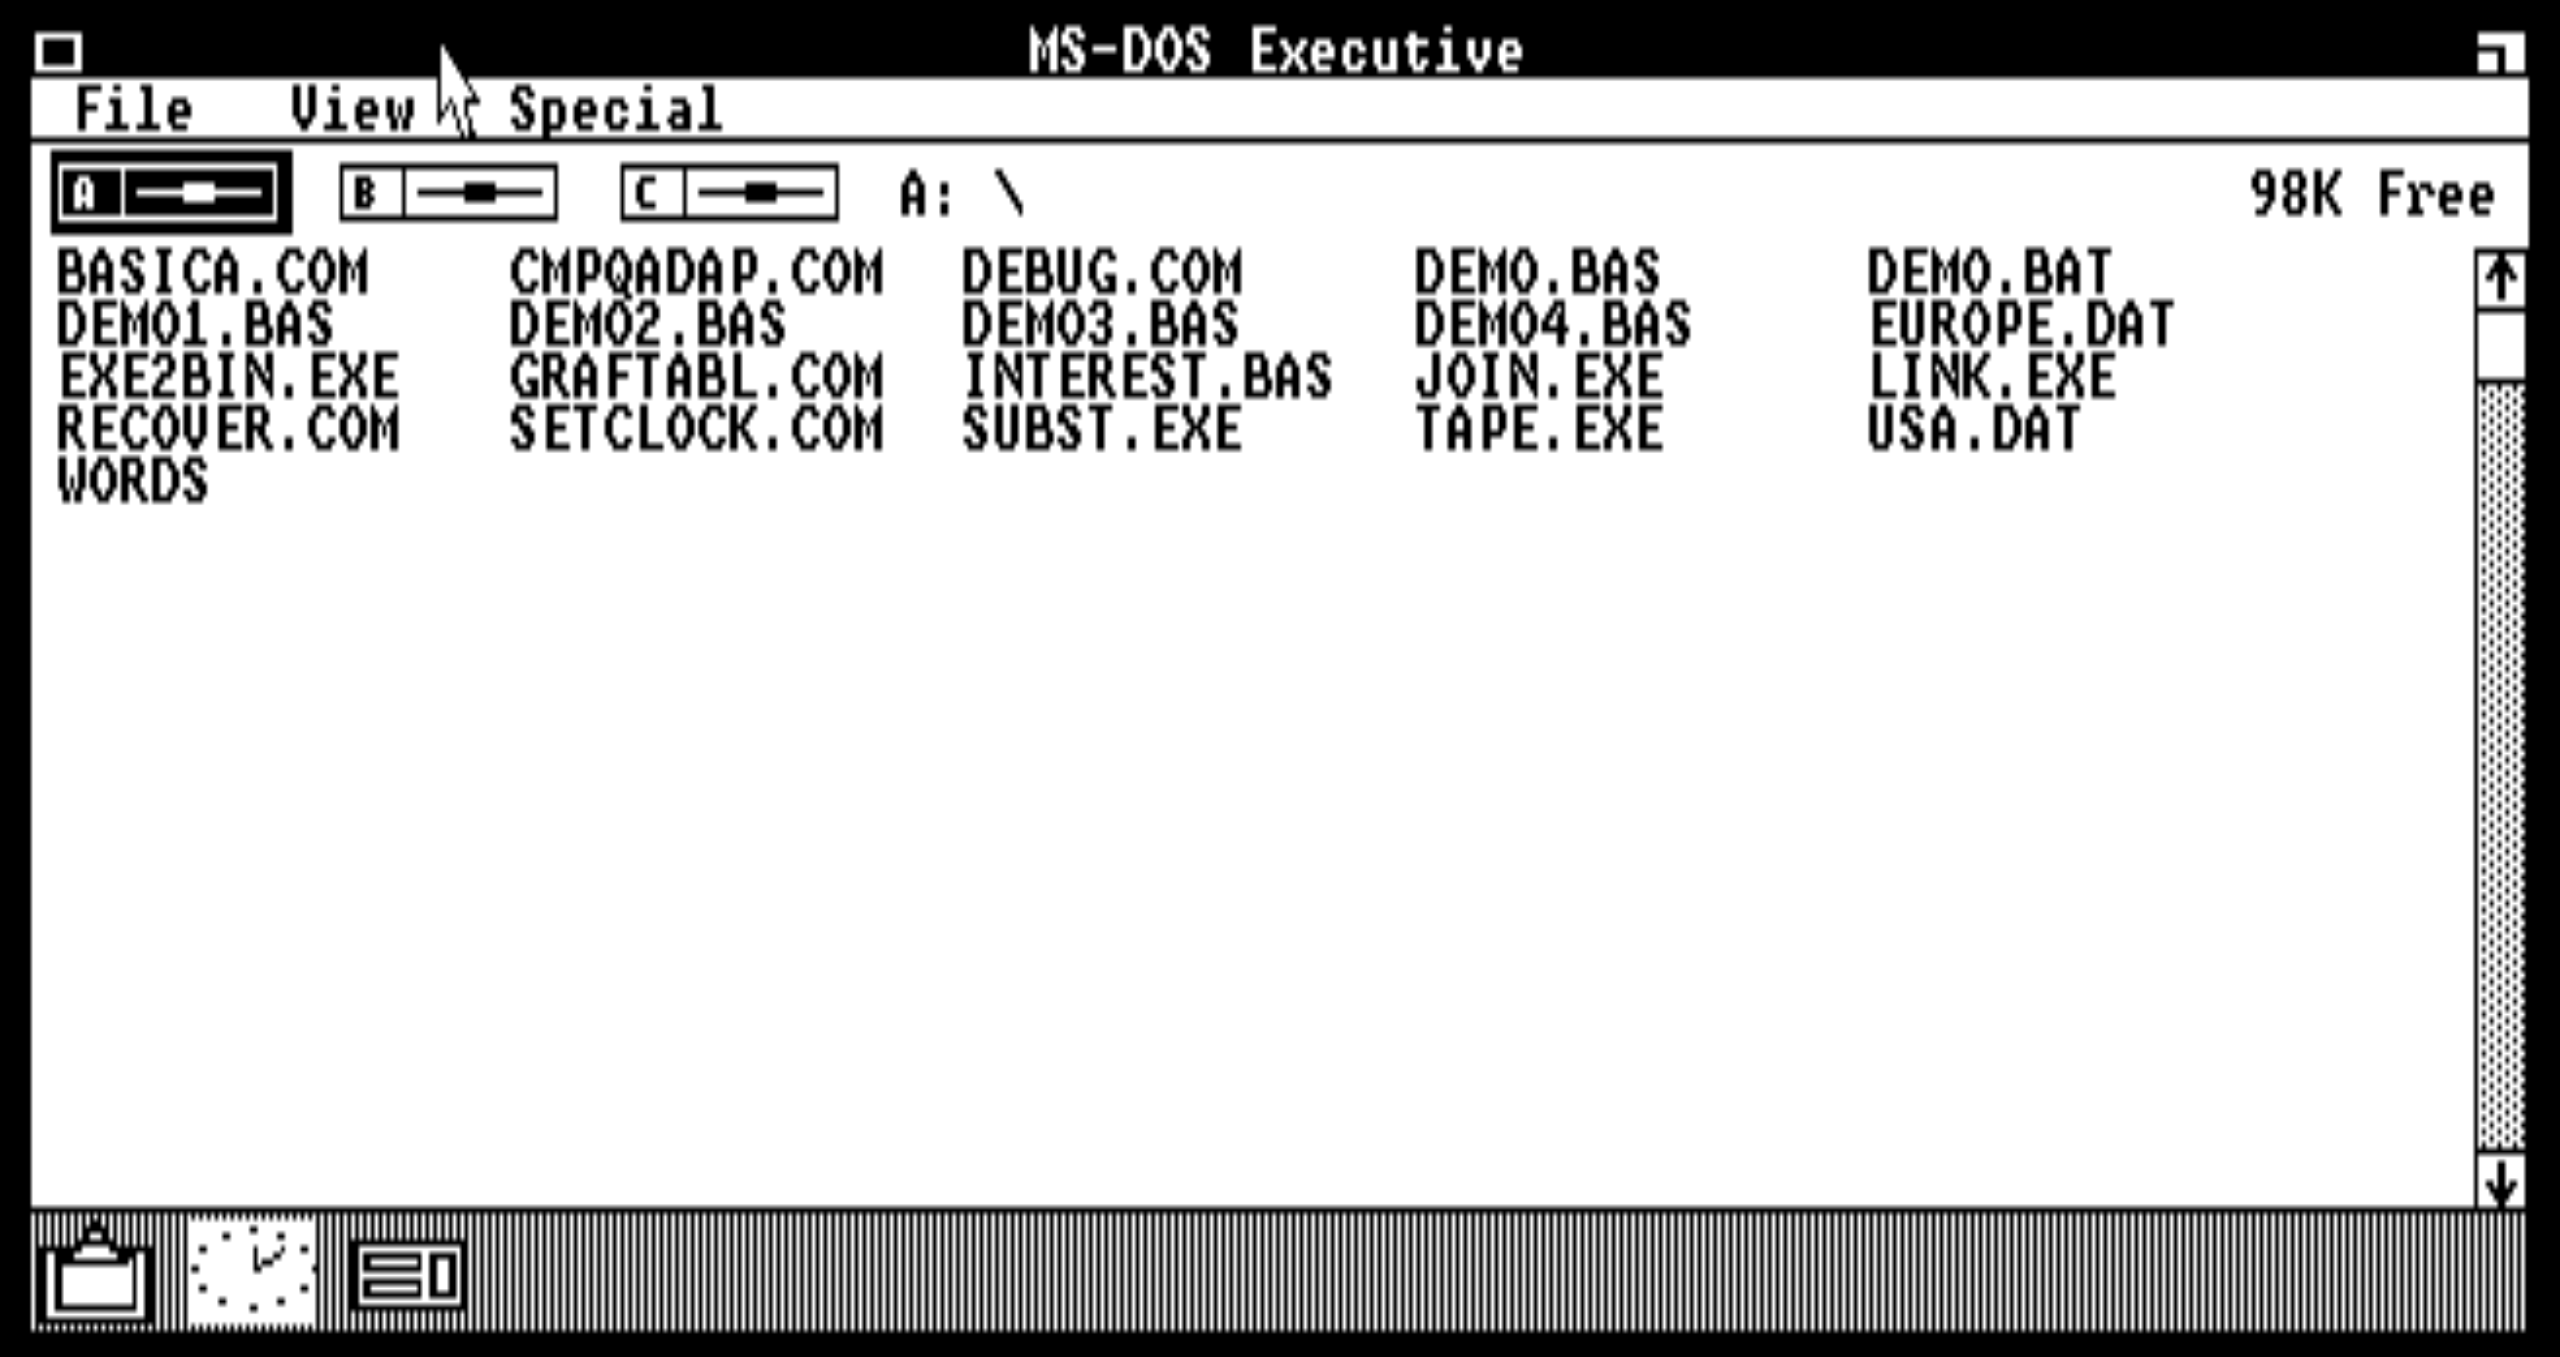 MS-DOS Executive
File View Special
A B C A: \ 98K Free
BASICA.COM CMPQADAP.COM DEBUG.COM DEMO.BAS DEMO.BAT
DEMO1.BAS DEMO2.BAS DEMO3.BAS DEMO4.BAS EUROPE.DAT
EXE2BIN.EXE GRAFTABL.COM INTEREST.BAS JOIN.EXE LINK.EXE
RECOVER.COM SETCLOCK.COM SUBST.EXE TAPE.EXE USA.DAT
WORDS